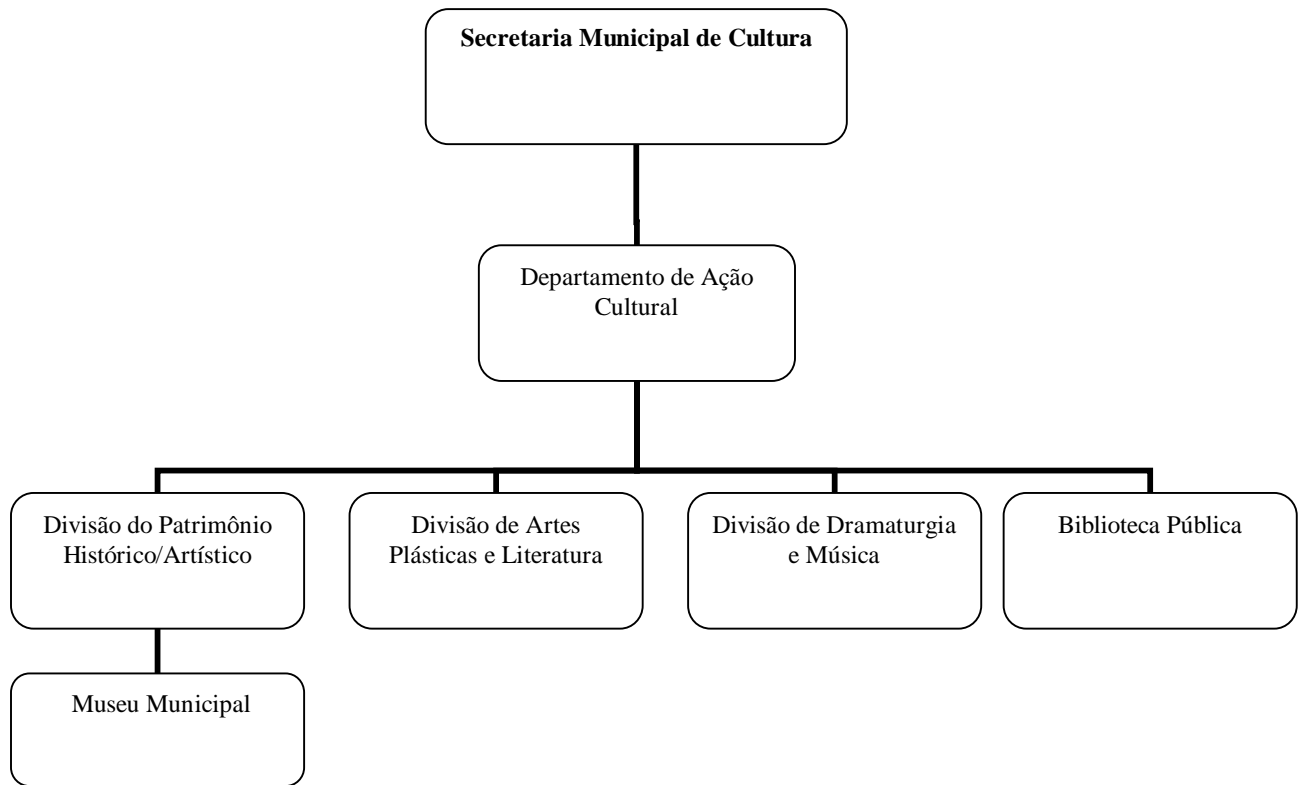 Secretaria Municipal de Cultura
Departamento de Ação
Cultural
Divisão do Patrimônio
Histórico/Artístico
Divisão de Artes
Plásticas e Literatura
Divisão de Dramaturgia
e Música
Biblioteca Pública
Museu Municipal